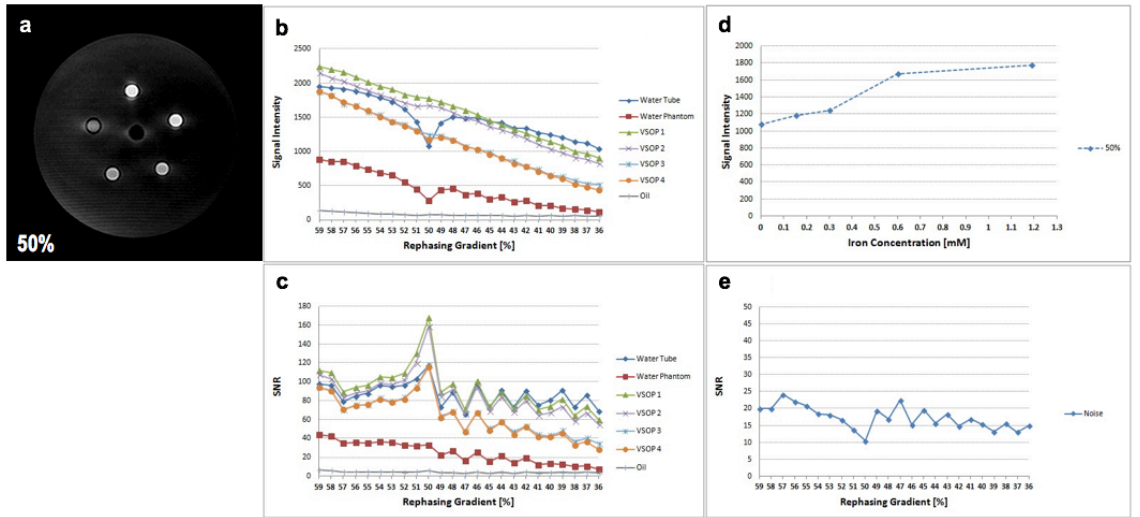 a
50%
b
Signal Intensity
2500
2000
1500
1000
500
0
59 58 57 56 55 54 53 52 51 50 49 48 47 46 45 44 43 42 41 40 39 38 37 36
Rephasing Gradient [%]
Water Tube
Water Phantom
VSOP 1
VSOP 2
VSOP 3
VSOP 4
Oil
d
Signal Intensity
2000
1800
1600
1400
1200
1000
800
600
400
200
0
0 0.1 0.2 0.3 0.4 0.5 0.6 0.7 0.8 0.9 1 1.1 1.2 1.3
Iron Concentration [mM]
50%
c
SNR
180
160
140
120
100
80
60
40
20
0
59 58 57 56 55 54 53 52 51 50 49 48 47 46 45 44 43 42 41 40 39 38 37 36
Rephasing Gradient [%]
Water Tube
Water Phantom
VSOP 1
VSOP 2
VSOP 3
VSOP 4
Oil
e
SNR
50
45
40
35
30
25
20
15
10
5
0
59 58 57 56 55 54 53 52 51 50 49 48 47 46 45 44 43 42 41 40 39 38 37 36
Rephasing Gradient [%]
Noise